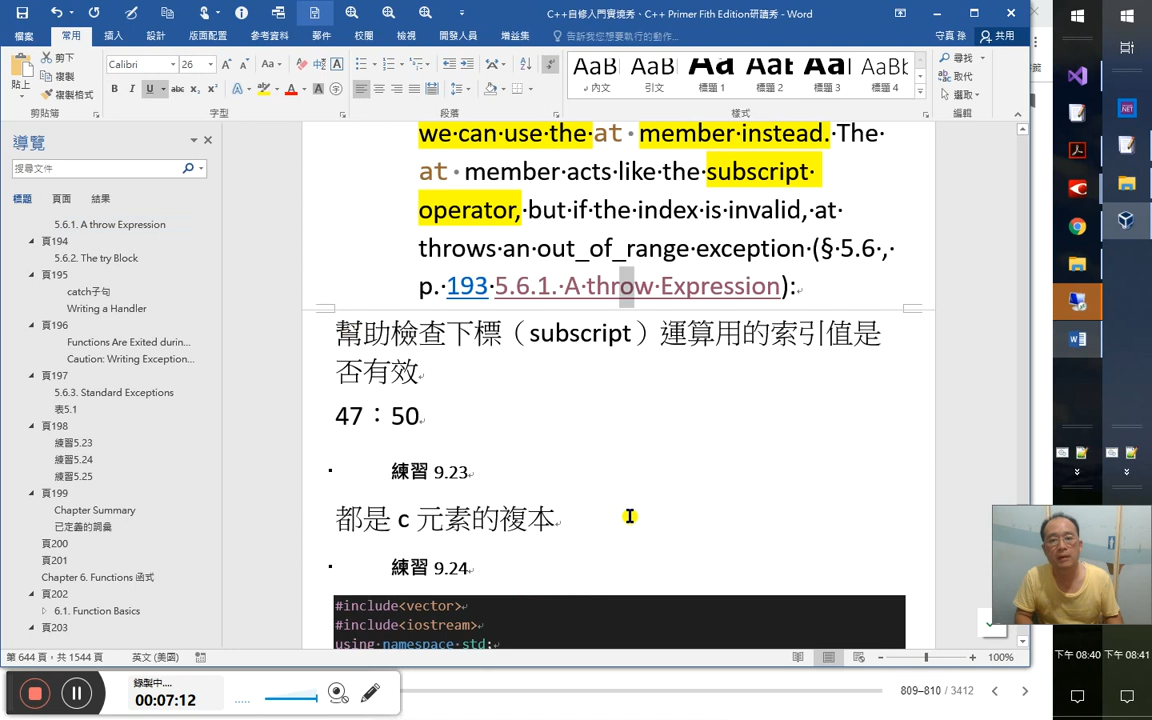 C++自修入門實境秀、C++ Primer Fith Edition研讀秀 - Word
檔案 常用 插入 設計 版面配置 參考資料 郵件 校閱 檢視 開發人員 增益集 告訴我您想要執行的動作... 守真 孫 共用
貼上 剪下 複製 複製格式
Calibri 26
AaB 內文 AaB 引文 Aa 標題 1 AaB 標題 2 AaB 標題 3 AaBb 標題 4
尋找 取代 選取
剪貼簿 字型 段落 樣式 編輯
導覽
搜尋文件
標題 頁面 結果
5.6.1. A throw Expression
頁194
5.6.2. The try Block
頁195
catch子句
Writing a Handler
頁196
Functions Are Exited durin...
Caution: Writing Exception...
頁197
5.6.3. Standard Exceptions
表5.1
頁198
練習5.23
練習5.24
練習5.25
頁199
Chapter Summary
已定義的詞彙
頁200
頁201
Chapter 6. Functions 函式
頁202
6.1. Function Basics
頁203
we can use the at member instead. The
at member acts like the subscript
operator, but if the index is invalid, at
throws an out_of_range exception (§ 5.6 ,
p. 193 5.6.1. A throw Expression):
幫助檢查下標（subscript）運算用的索引值是
否有效
47：50
練習 9.23
都是 c 元素的複本
練習 9.24
#include<vector>
#include<iostream>
using namespace std;
第 644 頁，共 1544 頁 英文 (美國) 100%
錄製中....
00:07:12
809–810 / 3412
下午 08:40 下午 08:41